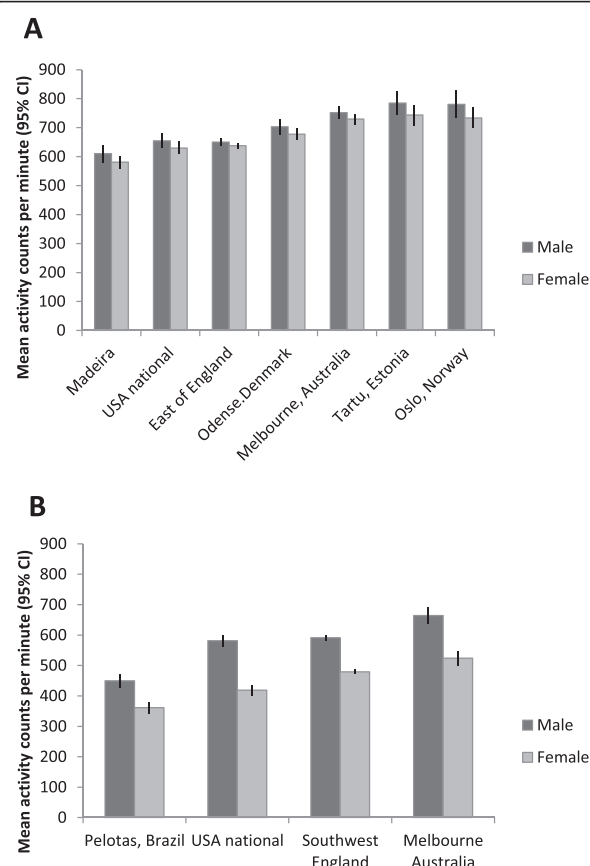 A
Mean activity counts per minute (95% CI)
900
800
700
600
500
400
300
200
100
0
Madeira
USA national
East of England
Odense.Denmark
Melbourne, Australia
Tartu, Estonia
Oslo, Norway
Male
Female
B
Mean activity counts per minute (95% CI)
900
800
700
600
500
400
300
200
100
0
Pelotas, Brazil
USA national
Southwest
England
Melbourne
Australia
Male
Female